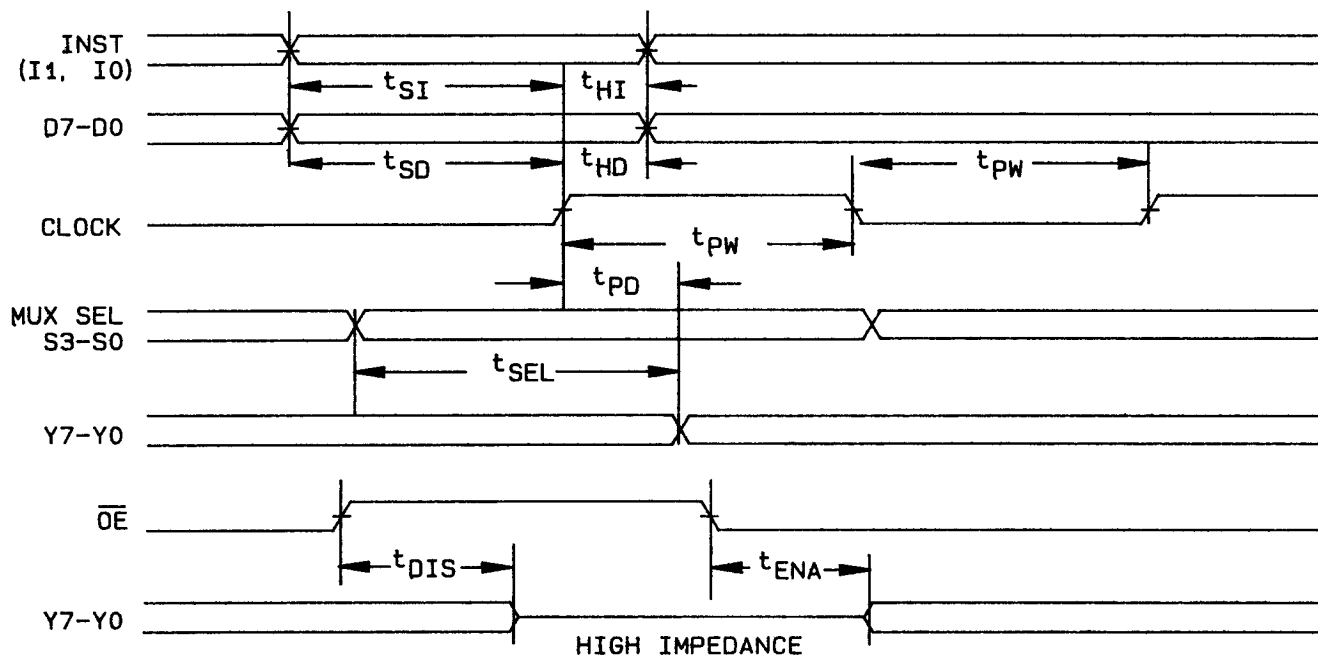 INST
(I1, I0)
tSI
tHI
D7-D0
tSD
tHD
tPW
CLOCK
tPW
tPD
MUX SEL
S3-S0
tSEL
Y7-Y0
OE
tDIS
tENA
Y7-Y0
HIGH IMPEDANCE